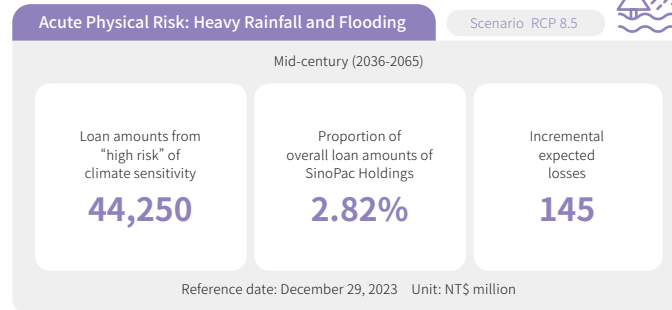 Acute Physical Risk: Heavy Rainfall and Flooding
Scenario RCP 8.5
Mid-century (2036-2065)
Loan amounts from
“high risk” of
climate sensitivity
44,250
Proportion of
overall loan amounts of
SinoPac Holdings
2.82%
Incremental
expected
losses
145
Reference date: December 29, 2023 Unit: NT$ million